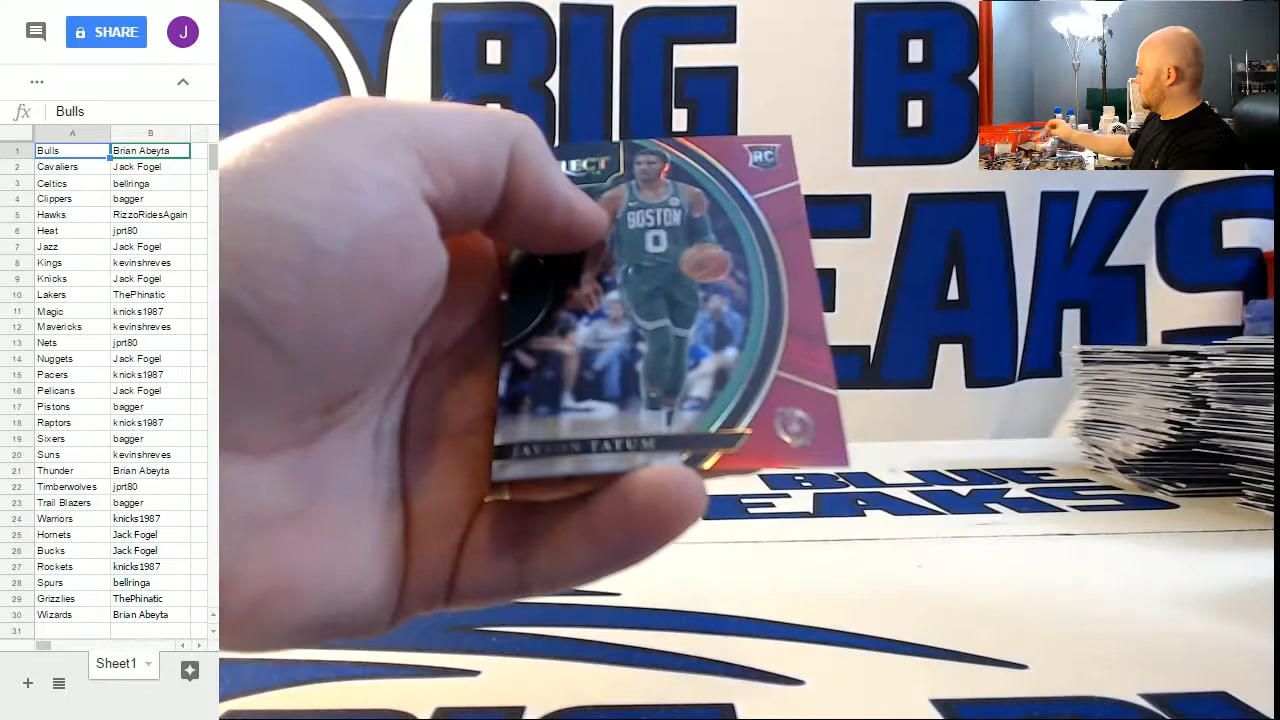 SHARE
J
...
fx Bulls
A B
1 Bulls Brian Abeyta
2 Cavaliers Jack Fogel
3 Celtics bellringa
4 Clippers bagger
5 Hawks RizzoRidesAgain
6 Heat jprt80
7 Jazz Jack Fogel
8 Kings kevinshreves
9 Knicks Jack Fogel
10 Lakers ThePhinatic
11 Magic knicks1987
12 Mavericks kevinshreves
13 Nets jprt80
14 Nuggets Jack Fogel
15 Pacers knicks1987
16 Pelicans Jack Fogel
17 Pistons bagger
18 Raptors knicks1987
19 Sixers bagger
20 Suns kevinshreves
21 Thunder Brian Abeyta
22 Timberwolves jprt80
23 Trail Blazers bagger
24 Warriors knicks1987
25 Hornets Jack Fogel
26 Bucks Jack Fogel
27 Rockets knicks1987
28 Spurs bellringa
29 Grizzlies ThePhinatic
30 Wizards Brian Abeyta
31
Sheet1
BIG B
EAKS
LECT
RC
BOSTON
0
JAYSON TATUM
BLUE
EAKS